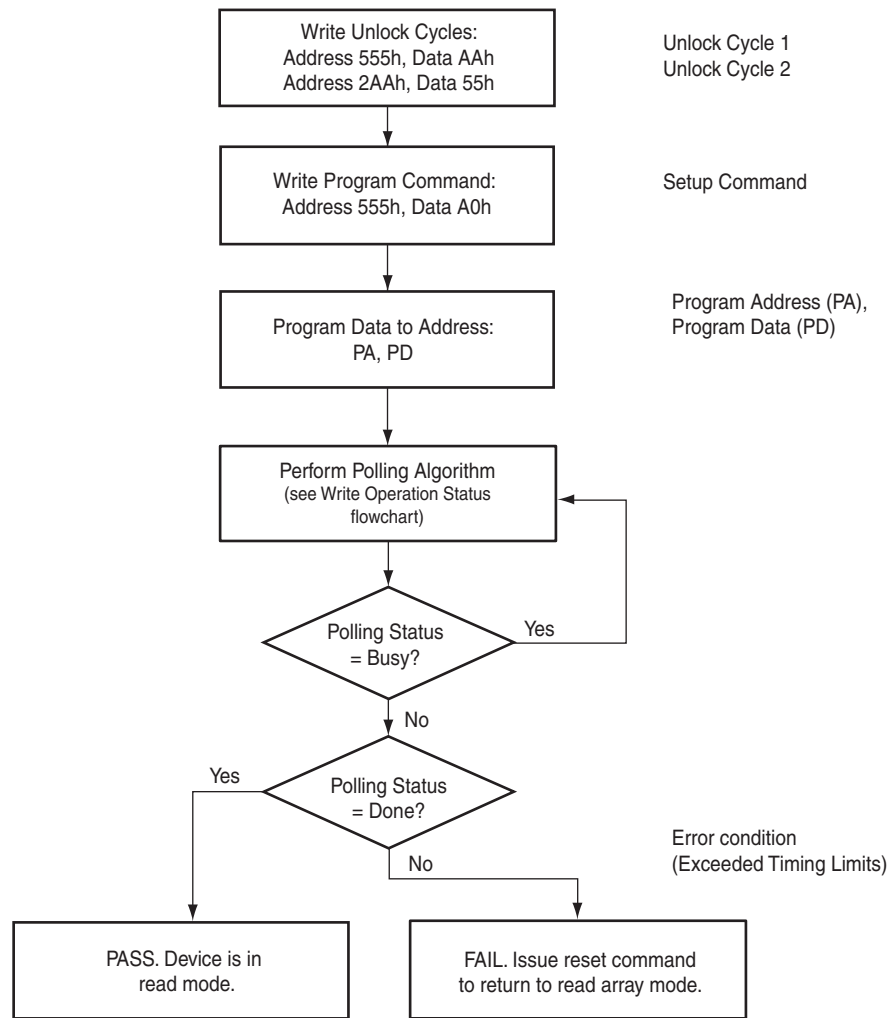 Write Unlock Cycles:
Address 555h, Data AAh
Address 2AAh, Data 55h
Unlock Cycle 1
Unlock Cycle 2
Write Program Command:
Address 555h, Data A0h
Setup Command
Program Data to Address:
PA, PD
Program Address (PA),
Program Data (PD)
Perform Polling Algorithm
(see Write Operation Status
flowchart)
Polling Status
= Busy?
Yes
No
Polling Status
= Done?
Yes
No
Error condition
(Exceeded Timing Limits)
PASS. Device is in
read mode.
FAIL. Issue reset command
to return to read array mode.